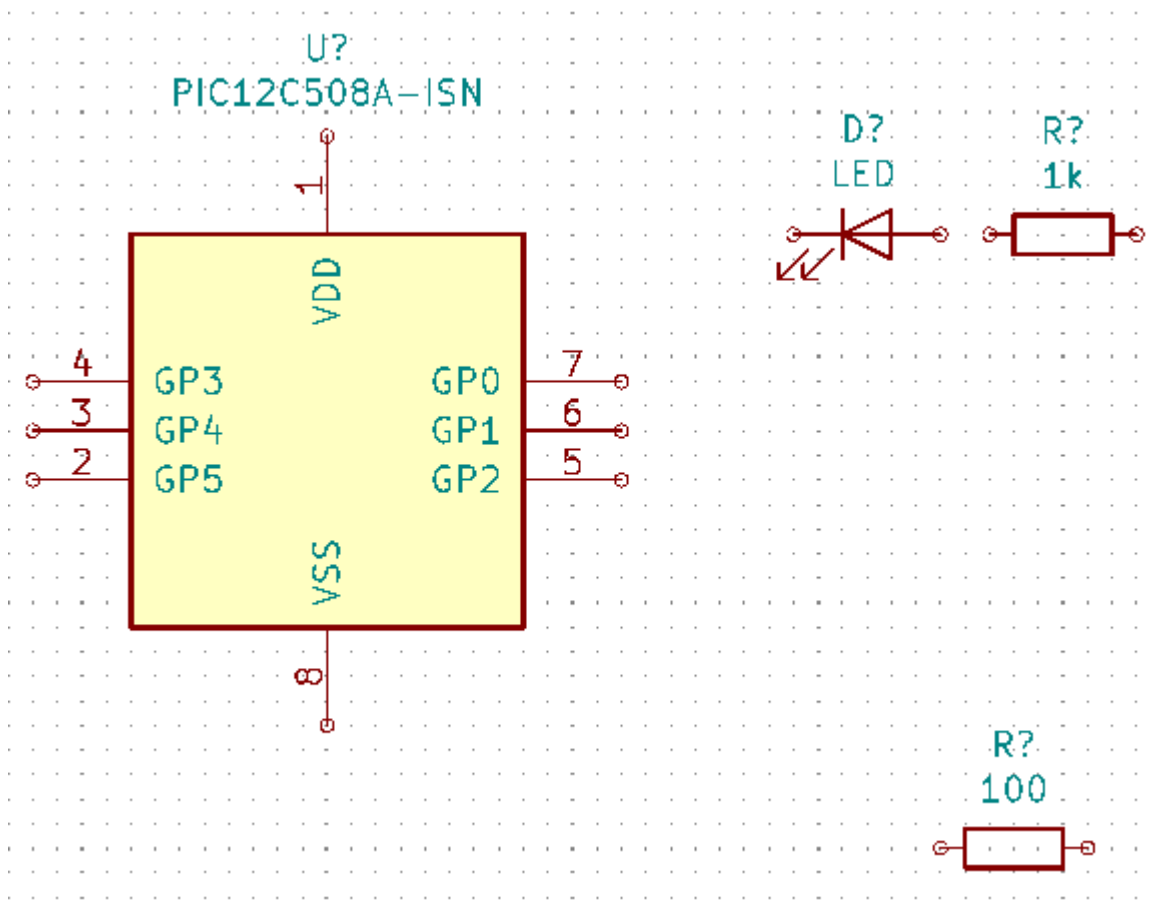 U?
PIC12C508A-ISN
D?
LED
R?
1k
1
VDD
4
GP3
GP0
7
3
GP4
GP1
6
2
GP5
GP2
5
VSS
8
R?
100